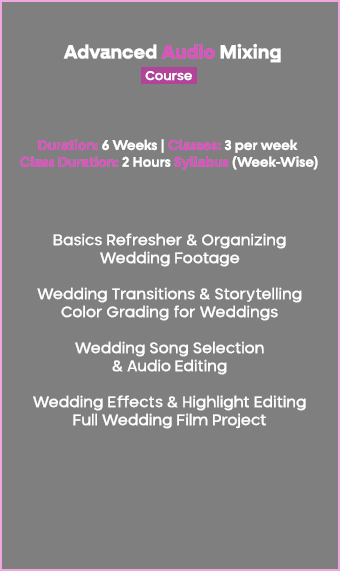 Advanced Audio Mixing
Course
Duration: 6 Weeks | Classes: 3 per week
Class Duration: 2 Hours Syllabus (Week-Wise)
Basics Refresher & Organizing
Wedding Footage
Wedding Transitions & Storytelling
Color Grading for Weddings
Wedding Song Selection
& Audio Editing
Wedding Effects & Highlight Editing
Full Wedding Film Project